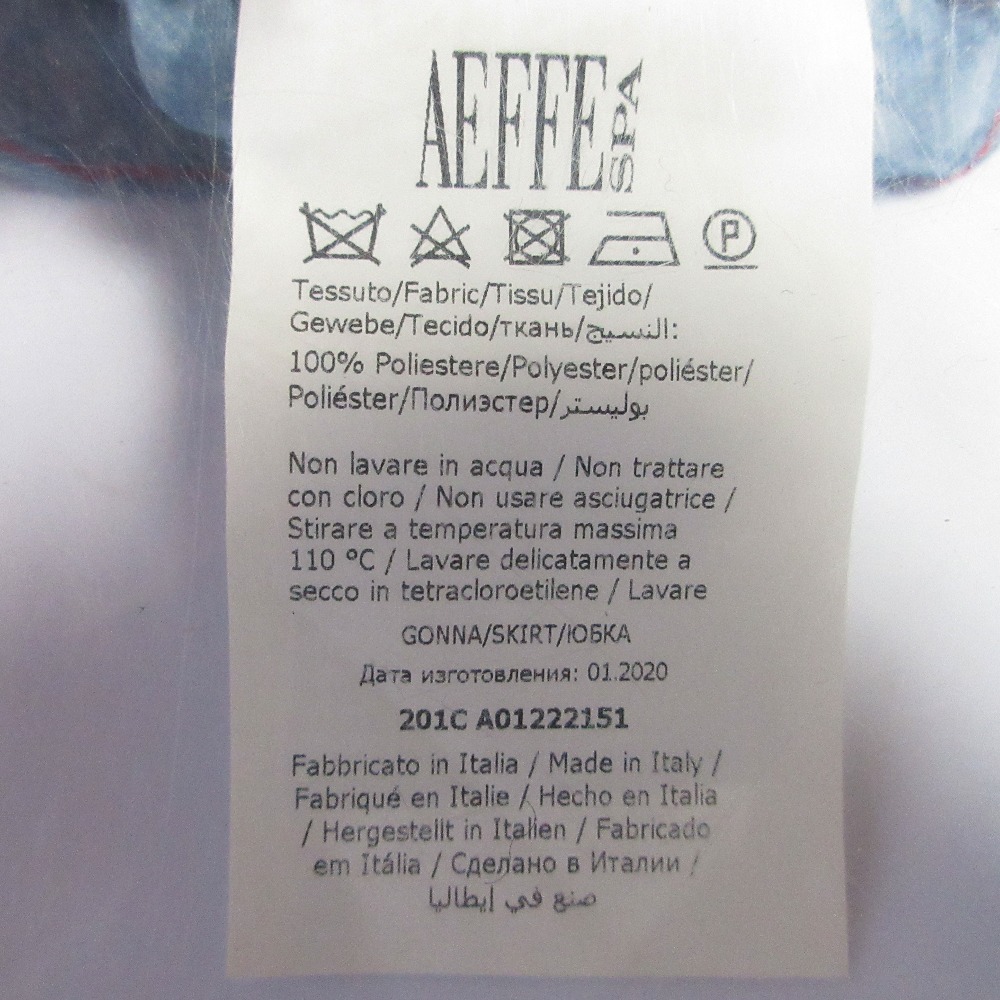 AEFFE SPA
P
Tessuto/Fabric/Tissu/Tejido/
Gewebe/Tecido/ткань/النسيج:
100% Poliestere/Polyester/poliéster/
Poliéster/Полиэстер/بوليستر
Non lavare in acqua / Non trattare
con cloro / Non usare asciugatrice /
Stirare a temperatura massima
110 °C / Lavare delicatamente a
secco in tetracloroetilene / Lavare
GONNA/SKIRT/ЮБКА
Дата изготовления: 01.2020
201C A01222151
Fabbricato in Italia / Made in Italy /
Fabriqué en Italie / Hecho en Italia
/ Hergestellt in Italien / Fabricado
em Itália / Сделано в Италии /
صنع في إيطاليا